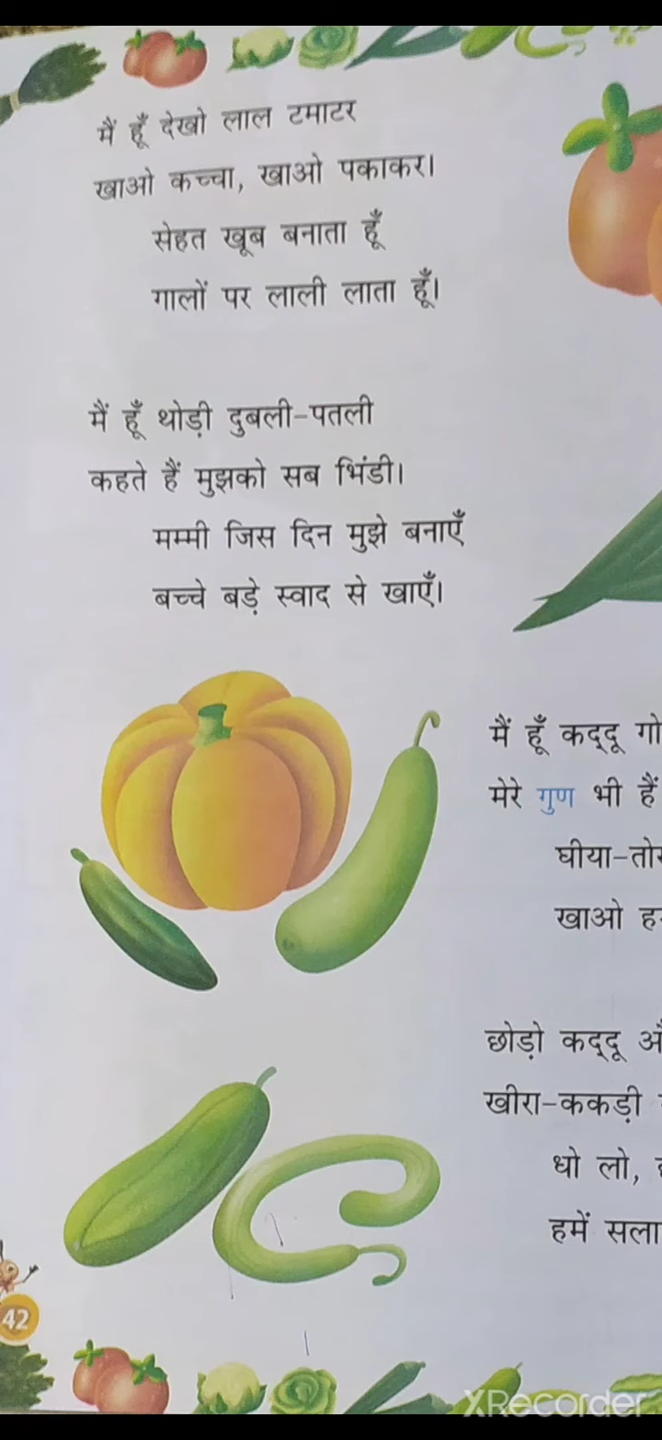 मैं हूँ देखो लाल टमाटर
खाओ कच्चा, खाओ पकाकर।
सेहत खूब बनाता हूँ
गालों पर लाली लाता हूँ।
मैं हूँ थोड़ी दुबली-पतली
कहते हैं मुझको सब भिंडी।
मम्मी जिस दिन मुझे बनाएँ
बच्चे बड़े स्वाद से खाएँ।
मैं हूँ कद्दू
मेरे गुण भी हैं
खाओ
छोड़ो कद्दू
खीरा-ककड़ी
धो लो,
हमें
42
XRecorder